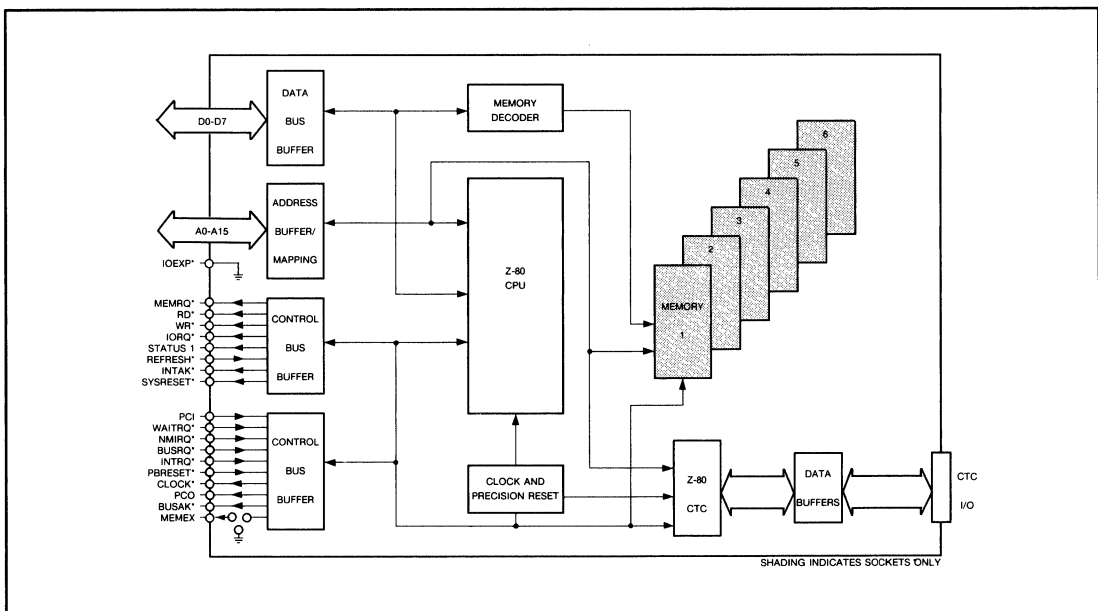 DATA
BUS
BUFFER
D0-D7
MEMORY
DECODER
ADDRESS
BUFFER/
MAPPING
A0-A15
IOEXP*
Z-80
CPU
MEMRQ*
RD*
WR*
IORQ*
STATUS 1
REFRESH*
INTAK*
SYSRESET*
CONTROL
BUS
BUFFER
PCI
WAITRQ*
NMIRQ*
BUSRQ*
INTRQ*
PBRESET*
CLOCK*
PCO
BUSAK*
MEMEX
CONTROL
BUS
BUFFER
CLOCK AND
PRECISION RESET
6
5
4
3
2
MEMORY
1
Z-80
CTC
DATA
BUFFERS
CTC
I/O
SHADING INDICATES SOCKETS ONLY